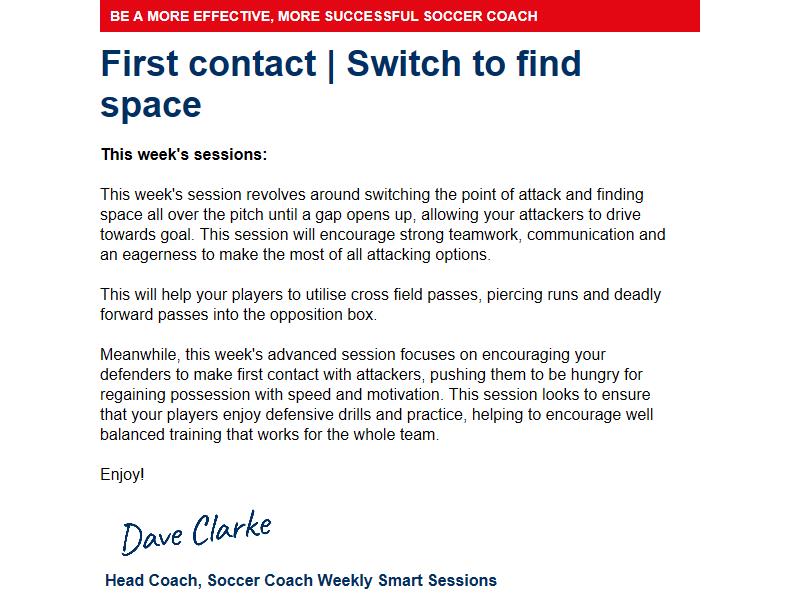 BE A MORE EFFECTIVE, MORE SUCCESSFUL SOCCER COACH
First contact | Switch to find
space
This week's sessions:
This week's session revolves around switching the point of attack and finding
space all over the pitch until a gap opens up, allowing your attackers to drive
towards goal. This session will encourage strong teamwork, communication and
an eagerness to make the most of all attacking options.
This will help your players to utilise cross field passes, piercing runs and deadly
forward passes into the opposition box.
Meanwhile, this week's advanced session focuses on encouraging your
defenders to make first contact with attackers, pushing them to be hungry for
regaining possession with speed and motivation. This session looks to ensure
that your players enjoy defensive drills and practice, helping to encourage well
balanced training that works for the whole team.
Enjoy!
Dave Clarke
Head Coach, Soccer Coach Weekly Smart Sessions